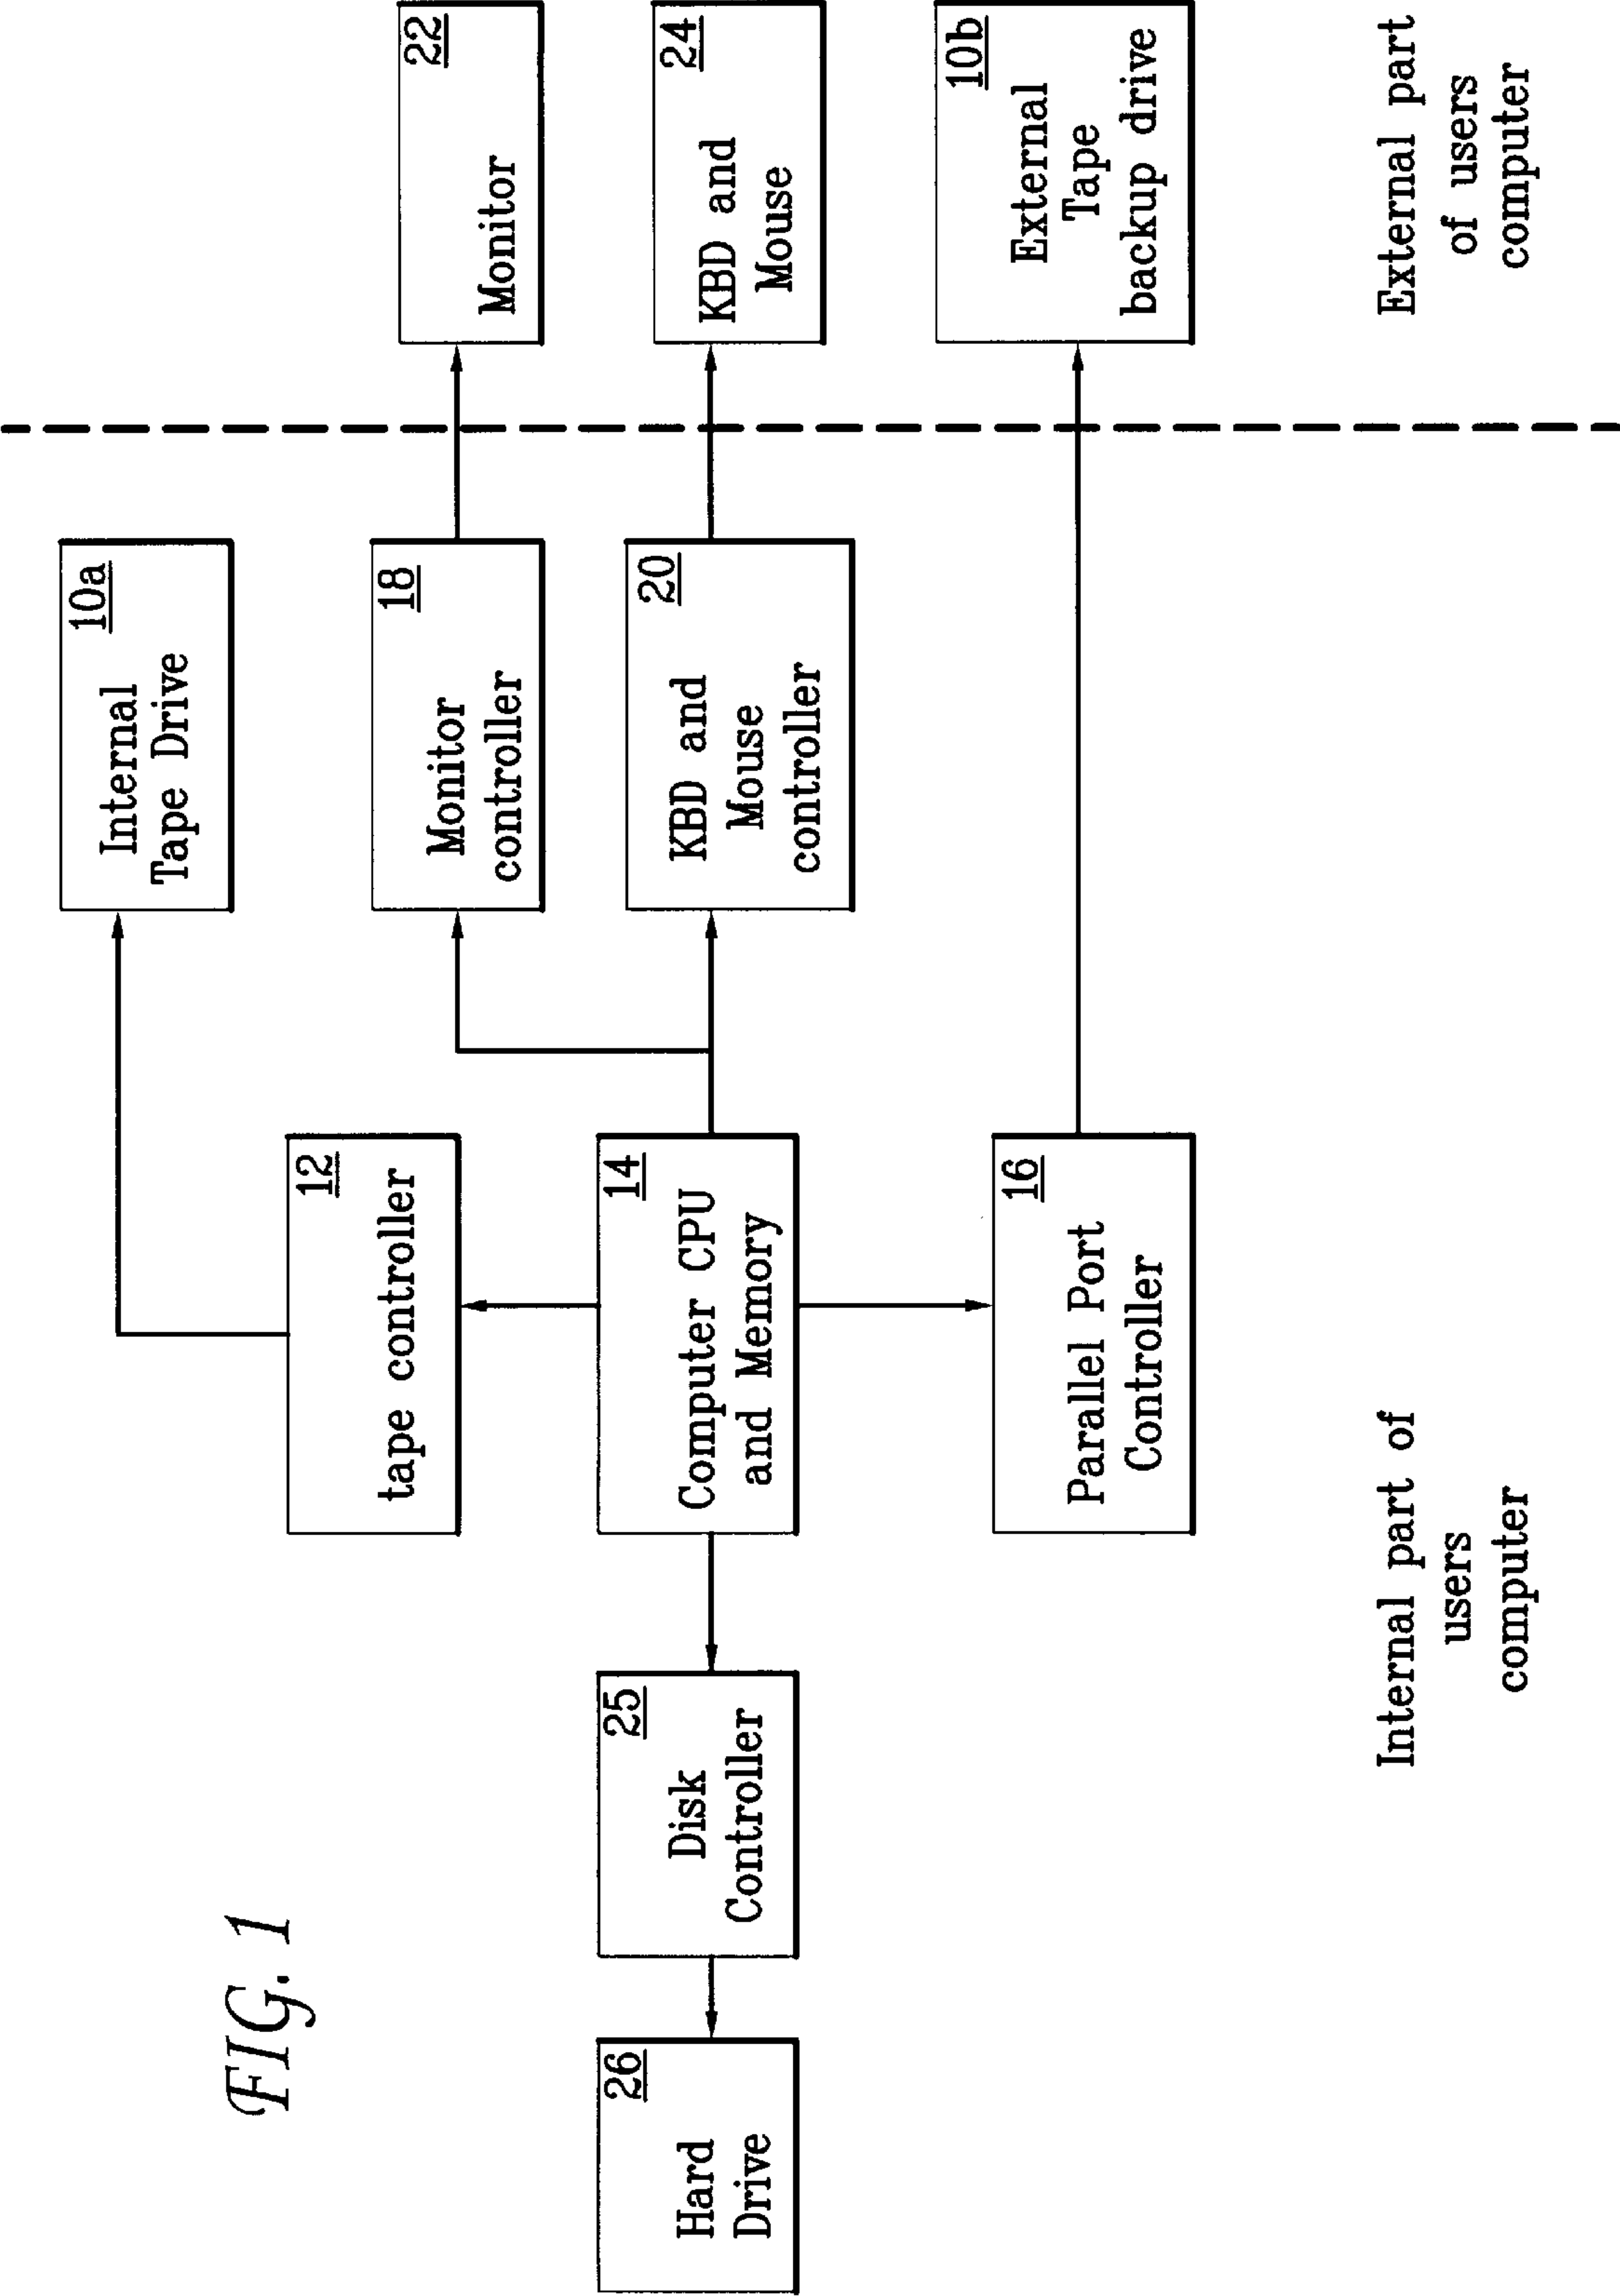 FIG. 1
10a
Internal
Tape Drive
12
tape controller
18
Monitor
controller
22
Monitor
26
Hard
Drive
25
Disk
Controller
14
Computer CPU
and Memory
20
KBD and
Mouse
controller
24
KBD and
Mouse
16
Parallel Port
Controller
10b
External
Tape
backup drive
Internal part of
users
computer
External part
of users
computer